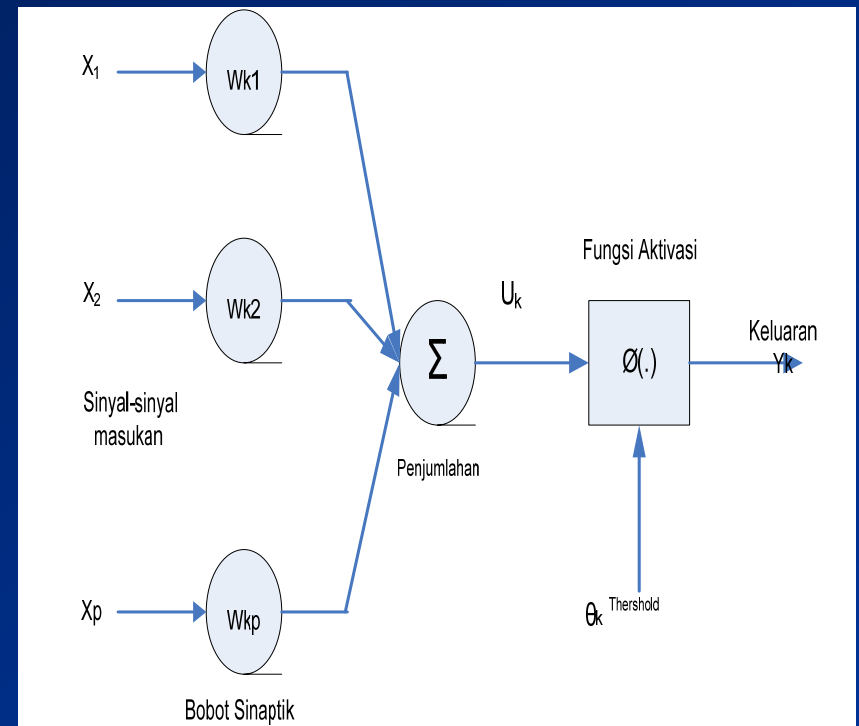 X₁
Wk1
X₂
Wk2
Sinyal-sinyal
masukan
Xp
Wkp
Bobot Sinaptik
Σ
Penjumlahan
Uₖ
Fungsi Aktivasi
Ø(.)
Keluaran
Yk
θₖ Thershold